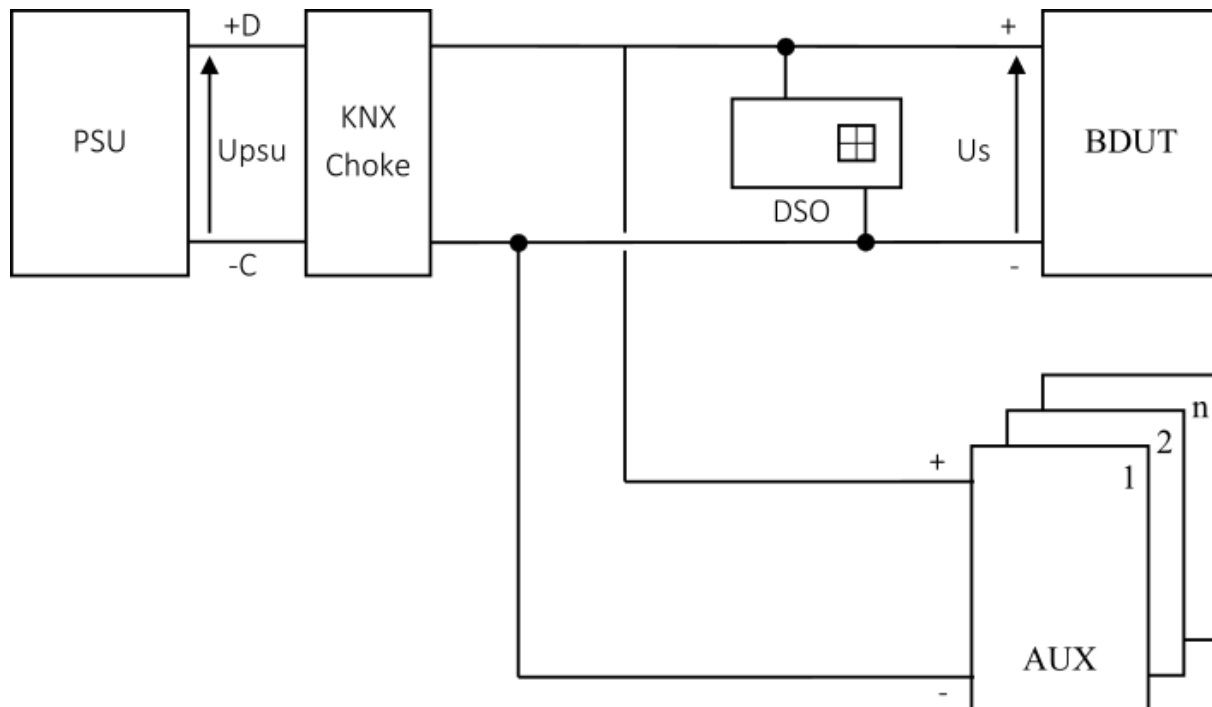 +D
+
PSU
Upsu
KNX
Choke
DSO
Us
BDUT
-C
-
n
2
1
+
AUX
-